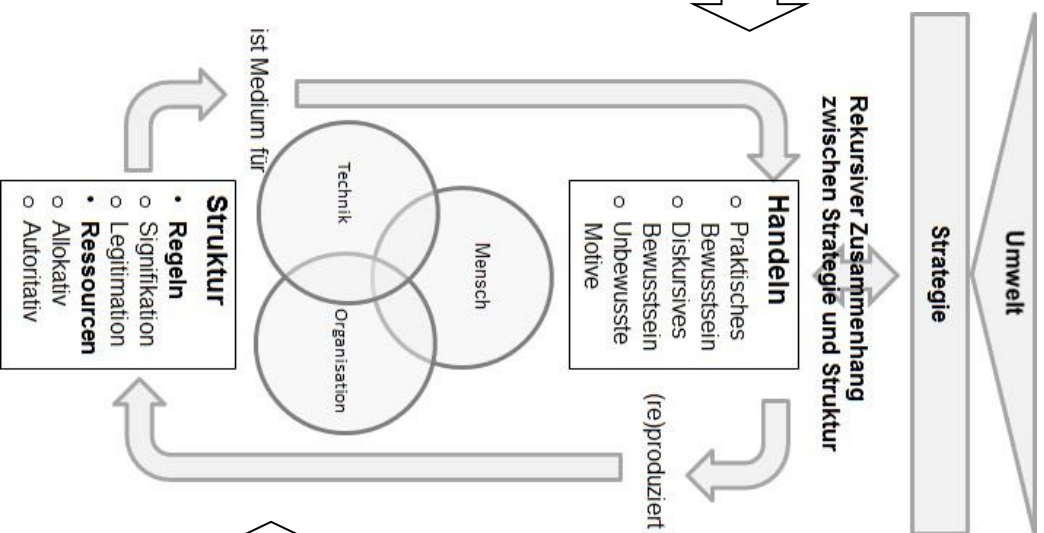 Umwelt
Strategie
Rekursiver Zusammenhang
zwischen Strategie und Struktur
Handeln
o Praktisches
Bewusstsein
o Diskursives
Bewusstsein
o Unbewusste
Motive
(re)produziert
ist Medium für
Mensch
Technik
Organisation
Struktur
• Regeln
o Signifikation
o Legitimation
• Ressourcen
o Allokativ
o Autoritativ